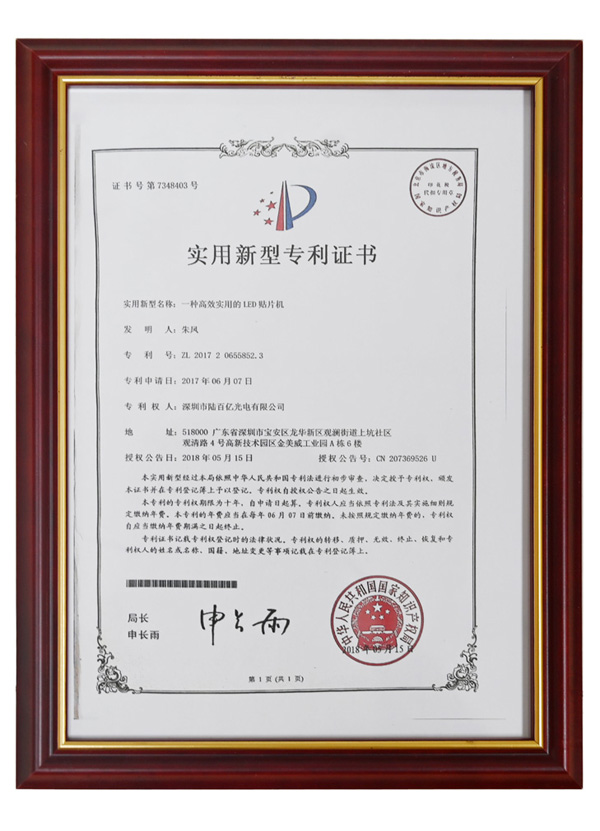 证书号第7348403号
实用新型专利证书
实用新型名称：一种高效实用的LED贴片机
发明人：朱风
专利号：ZL 2017 2 0655852.3
专利申请日：2017年06月07日
专利权人：深圳市陆百亿光电有限公司
地址：518000 广东省深圳市宝安区龙华新区观澜街道上坑社区
观清路4号高新技术园区金美威工业园A栋6楼
授权公告日：2018年05月15日 授权公告号：CN 207369526 U
本实用新型经过本局依照中华人民共和国专利法进行初步审查，决定授予专利权，颁发
本证书并在专利登记簿上予以登记。专利权自授权公告之日起生效。
本专利的专利权期限为十年，自申请日起算。专利权人应当依照专利法及其实施细则规
定缴纳年费。本专利的年费应当在每年06月07日前缴纳。未按照规定缴纳年费的，专利权
自应当缴纳年费期满之日起终止。
专利证书记载专利权登记时的法律状况。专利权的转移、质押、无效、终止、恢复和专
利权人的姓名或名称、国籍、地址变更等事项记载在专利登记簿上。
局长
申长雨
申长雨
中华人民共和国国家知识产权局
2018年05月15日
第1页(共1页)